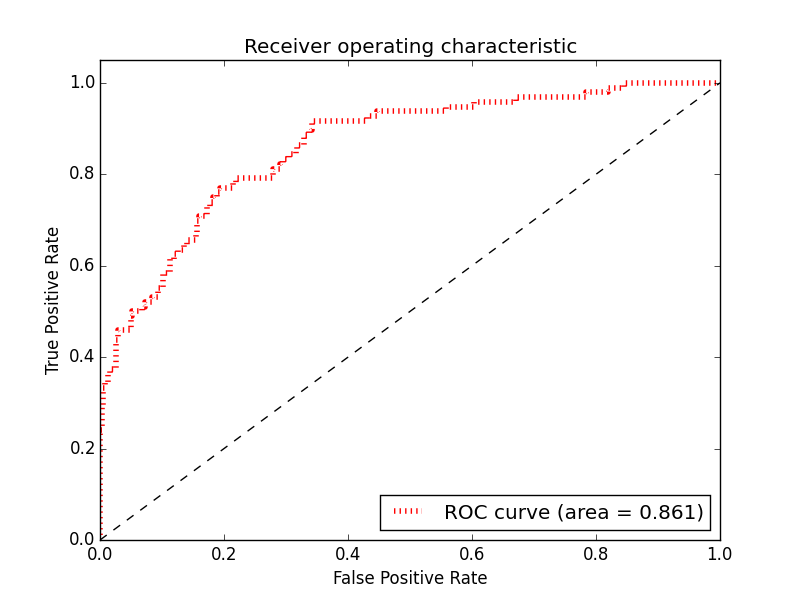 Receiver operating characteristic
True Positive Rate
1.0
0.8
0.6
0.4
0.2
0.0
0.0 0.2 0.4 0.6 0.8 1.0
False Positive Rate
ROC curve (area = 0.861)